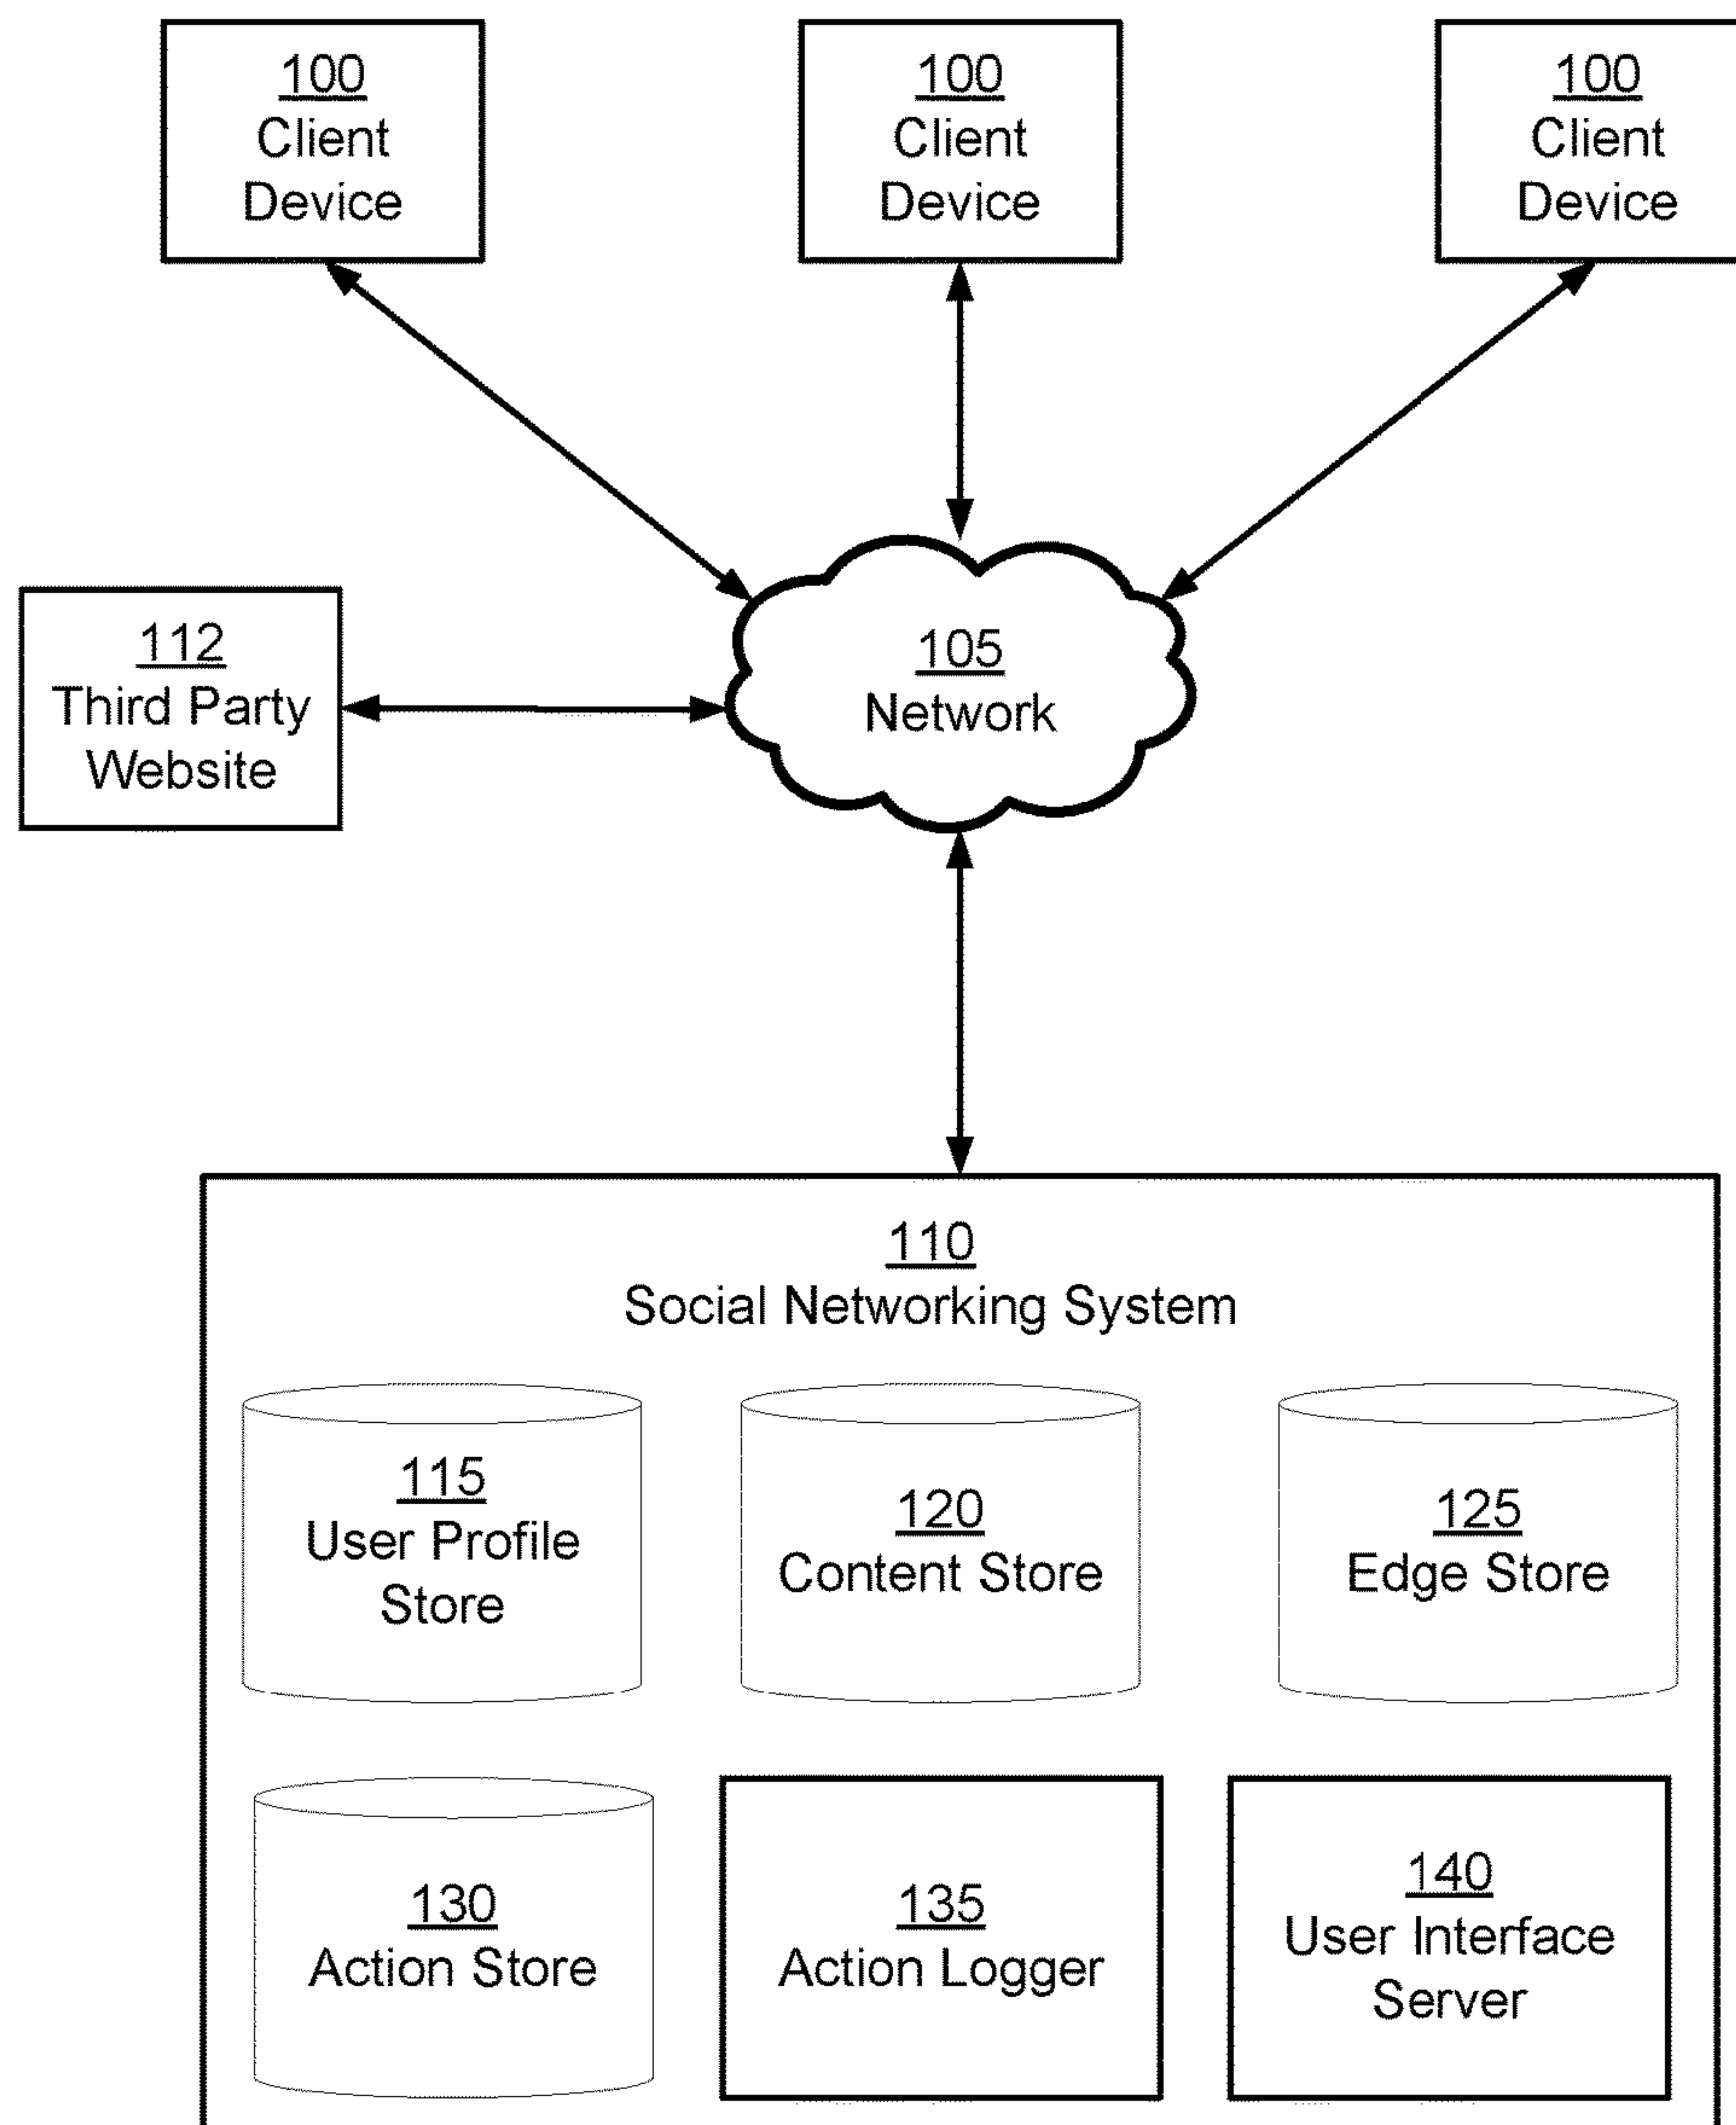 100
Client
Device
100
Client
Device
100
Client
Device
112
Third Party
Website
105
Network
110
Social Networking System
115
User Profile
Store
120
Content Store
125
Edge Store
130
Action Store
135
Action Logger
140
User Interface
Server